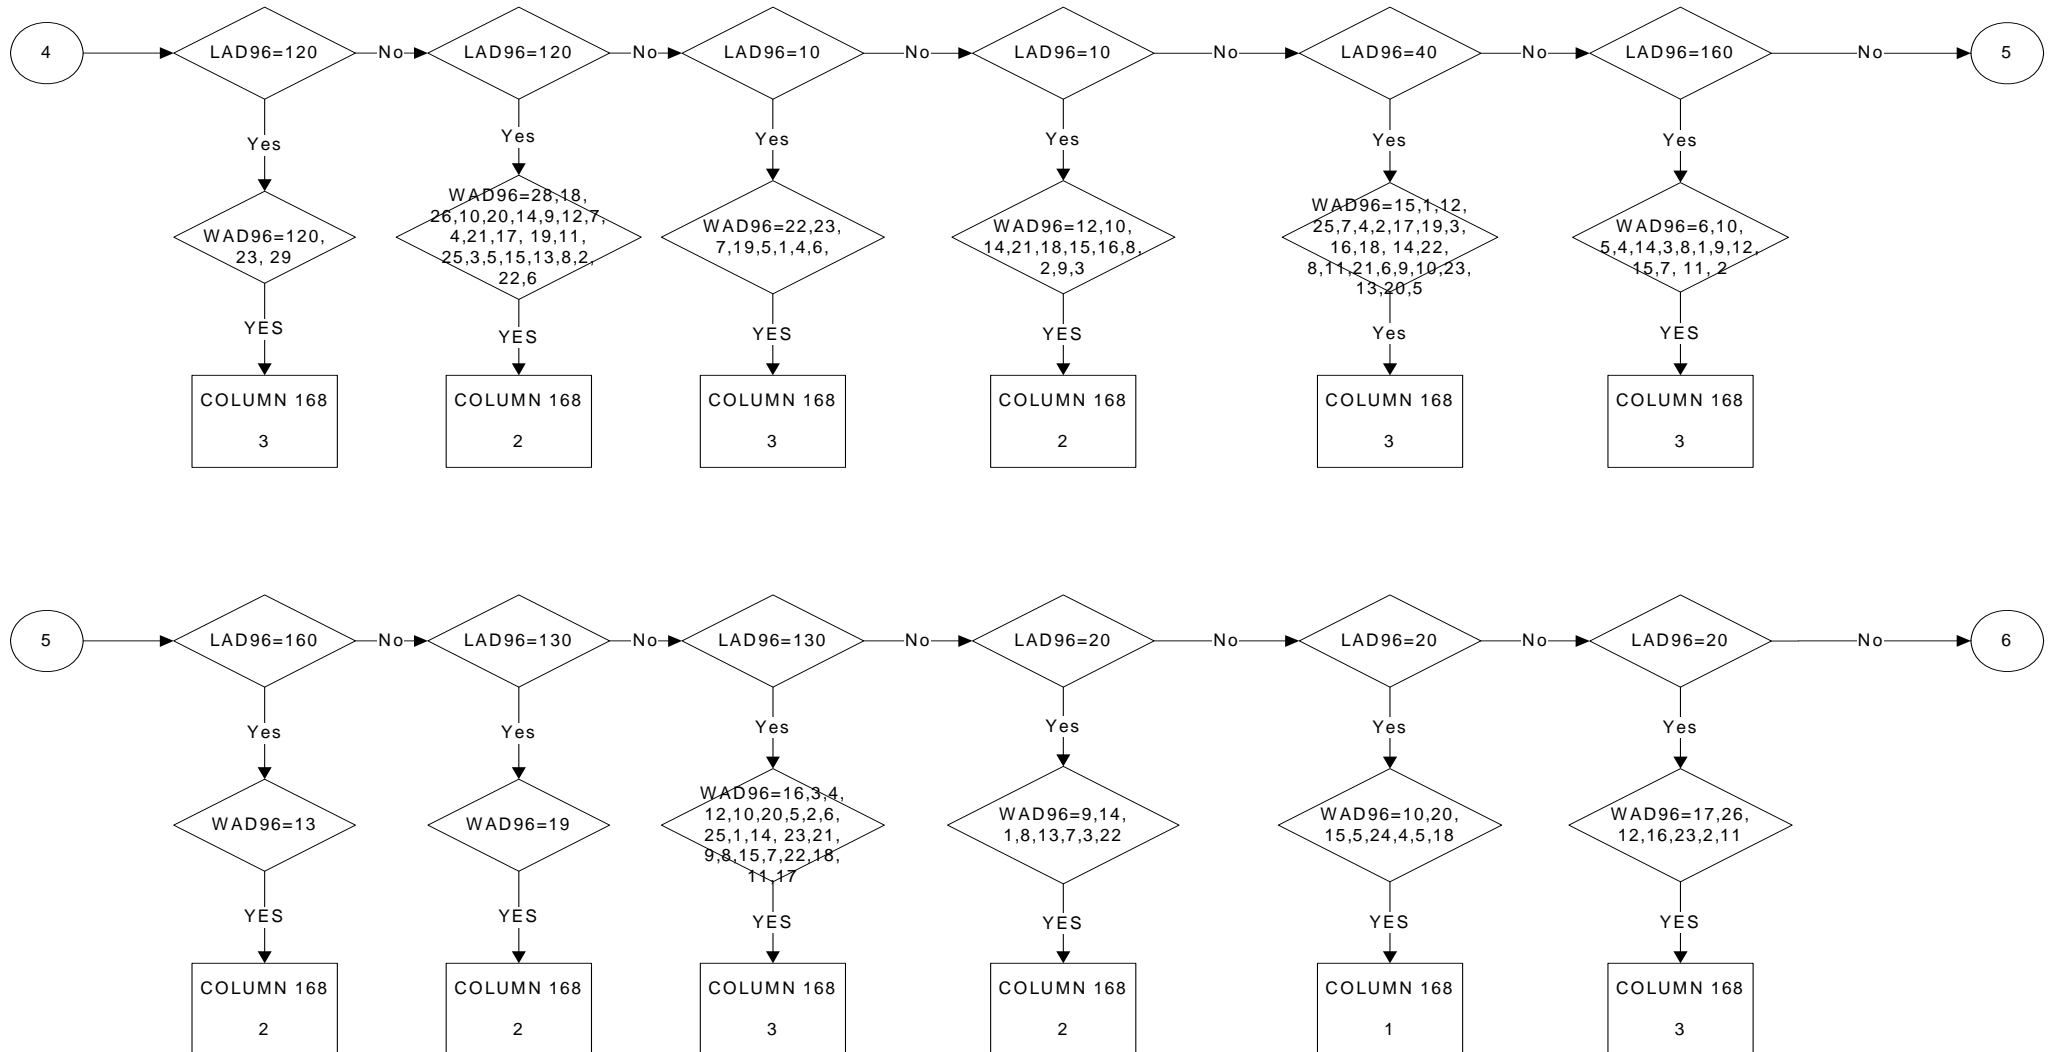 4
LAD96=120
No
LAD96=120
No
LAD96=10
No
LAD96=10
No
LAD96=40
No
LAD96=160
No
5
Yes
Yes
Yes
Yes
Yes
Yes
WAD96=120,
23, 29
WAD96=28,18,
26,10,20,14,9,12,7,
4,21,17, 19,11,
25,3,5,15,13,8,2,
22,6
WAD96=22,23,
7,19,5,1,4,6,
WAD96=12,10,
14,21,18,15,16,8,
2,9,3
WAD96=15,1,12,
25,7,4,2,17,19,3,
16,18, 14,22,
8,11,21,6,9,10,23,
13,20,5
WAD96=6,10,
5,4,14,3,8,1,9,12,
15,7, 11, 2
YES
YES
YES
YES
Yes
YES
COLUMN 168
3
COLUMN 168
2
COLUMN 168
3
COLUMN 168
2
COLUMN 168
3
COLUMN 168
3
5
LAD96=160
No
LAD96=130
No
LAD96=130
No
LAD96=20
No
LAD96=20
No
LAD96=20
No
6
Yes
Yes
Yes
Yes
Yes
Yes
WAD96=13
WAD96=19
WAD96=16,3,4,
12,10,20,5,2,6,
25,1,14, 23,21,
9,8,15,7,22,18,
11,17
WAD96=9,14,
1,8,13,7,3,22
WAD96=10,20,
15,5,24,4,5,18
WAD96=17,26,
12,16,23,2,11
YES
YES
YES
YES
YES
YES
COLUMN 168
2
COLUMN 168
2
COLUMN 168
3
COLUMN 168
2
COLUMN 168
1
COLUMN 168
3